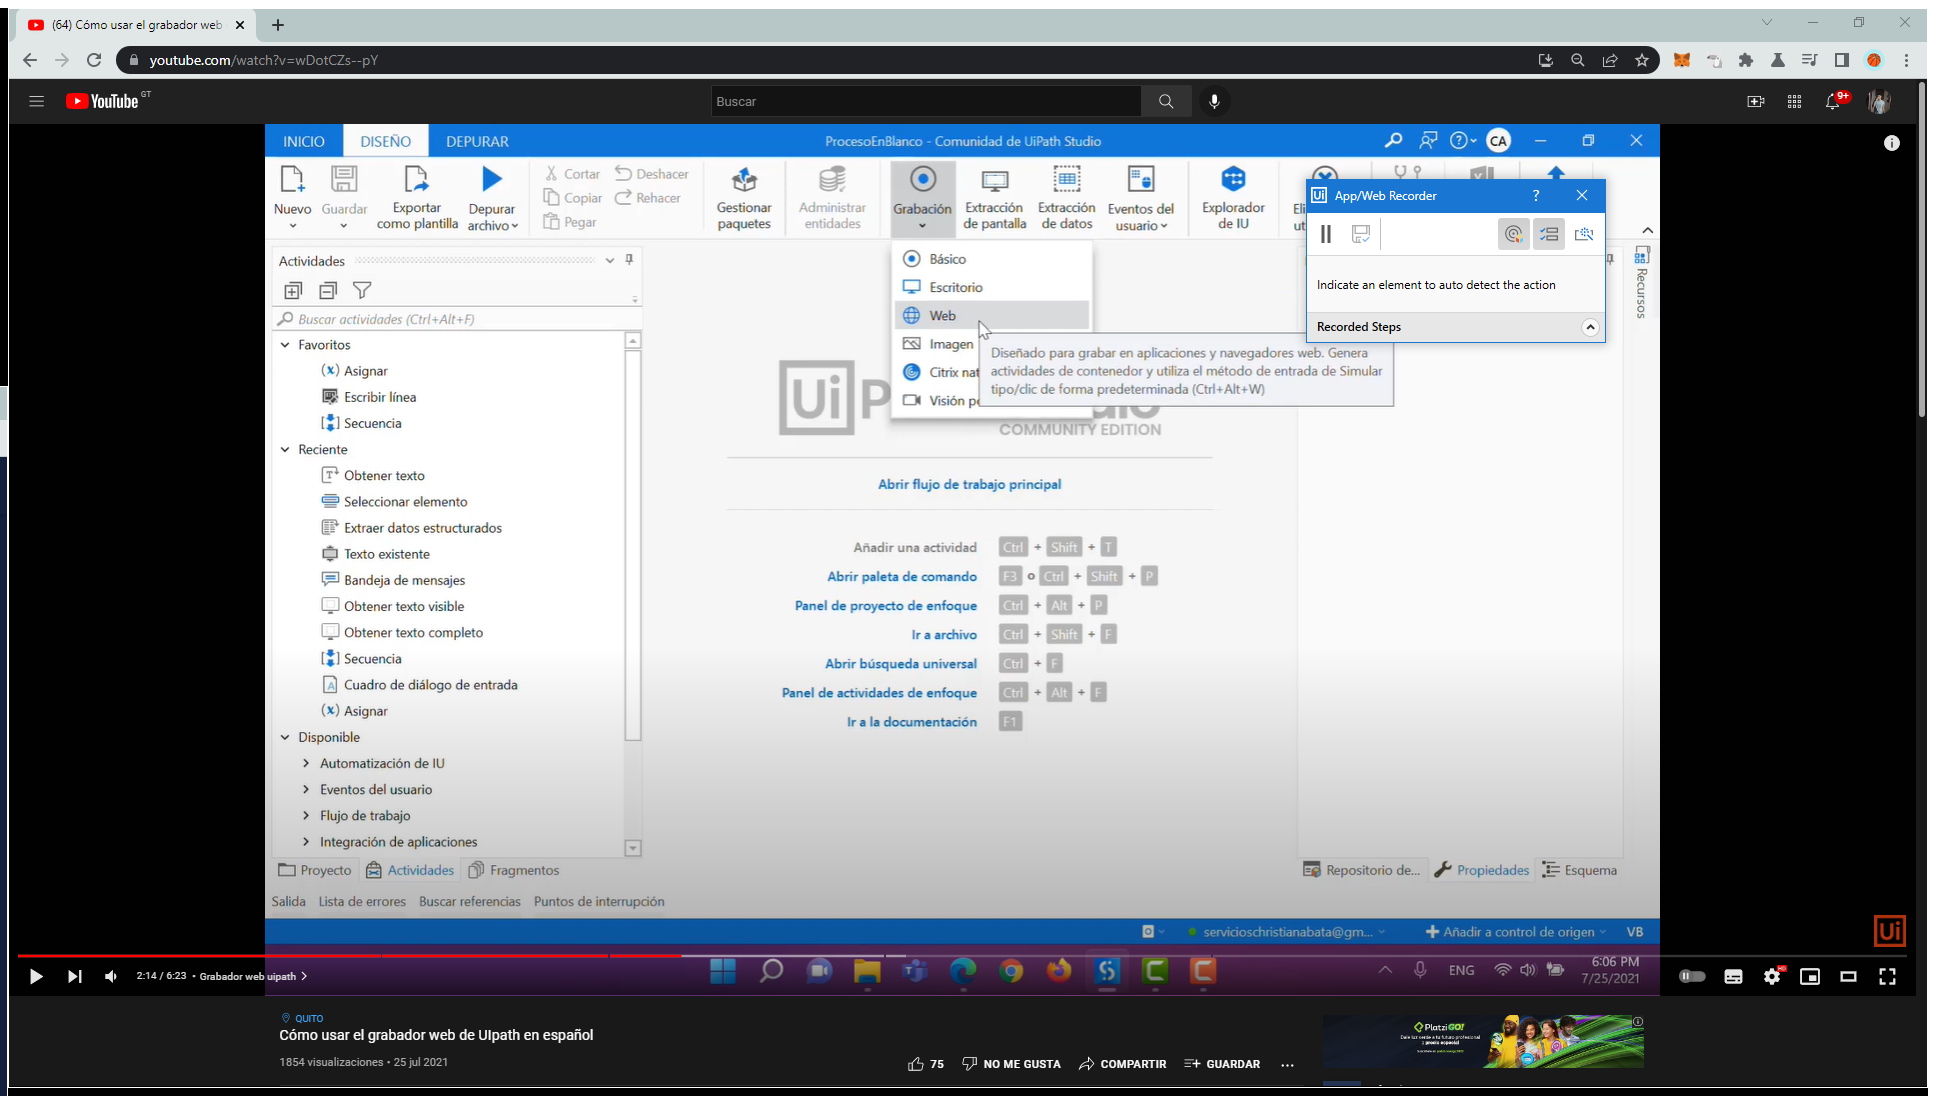 (64) Cómo usar el grabador web
youtube.com/watch?v=wDotCZs--pY
YouTube GT
Buscar
9+
INICIO
DISEÑO
DEPURAR
ProcesoEnBlanco - Comunidad de UiPath Studio
CA
Nuevo
Guardar
Exportar como plantilla
Depurar archivo
Cortar
Copiar
Pegar
Deshacer
Rehacer
Gestionar paquetes
Administrar entidades
Grabación
Extracción de pantalla
Extracción de datos
Eventos del usuario
Explorador de IU
Ui App/Web Recorder ?
Indicate an element to auto detect the action
Recorded Steps
Recursos
Actividades
Buscar actividades (Ctrl+Alt+F)
Favoritos
Asignar
Escribir línea
Secuencia
Reciente
Obtener texto
Seleccionar elemento
Extraer datos estructurados
Texto existente
Bandeja de mensajes
Obtener texto visible
Obtener texto completo
Secuencia
Cuadro de diálogo de entrada
Asignar
Disponible
Automatización de IU
Eventos del usuario
Flujo de trabajo
Integración de aplicaciones
Básico
Escritorio
Web
Imagen
Citrix nat
Visión p
Diseñado para grabar en aplicaciones y navegadores web. Genera
actividades de contenedor y utiliza el método de entrada de Simular
tipo/clic de forma predeterminada (Ctrl+Alt+W)
Ui P
COMMUNITY EDITION
Abrir flujo de trabajo principal
Añadir una actividad Ctrl + Shift + T
Abrir paleta de comando F3 o Ctrl + Shift + P
Panel de proyecto de enfoque Ctrl + Alt + P
Ir a archivo Ctrl + Shift + F
Abrir búsqueda universal Ctrl + F
Panel de actividades de enfoque Ctrl + Alt + F
Ir a la documentación F1
Proyecto
Actividades
Fragmentos
Repositorio de...
Propiedades
Esquema
Salida
Lista de errores
Buscar referencias
Puntos de interrupción
servicioschristianabata@gm...
Añadir a control de origen
VB
Ui
2:14 / 6:23 • Grabador web uipath
ENG
6:06 PM
7/25/2021
QUITO
Cómo usar el grabador web de UIpath en español
1854 visualizaciones • 25 jul 2021
75
NO ME GUSTA
COMPARTIR
GUARDAR
Platzi GO!